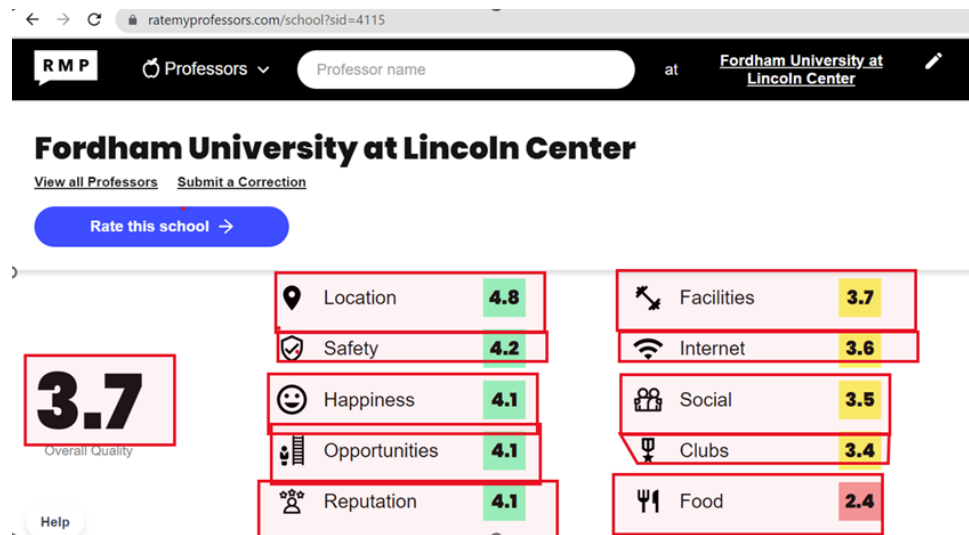 ratemyprofessors.com/school?sid=4115
RMP
Professors
Professor name
at
Fordham University at
Lincoln Center
Fordham University at Lincoln Center
View all Professors Submit a Correction
Rate this school →
3.7
Overall Quality
Location 4.8
Safety 4.2
Happiness 4.1
Opportunities 4.1
Reputation 4.1
Facilities 3.7
Internet 3.6
Social 3.5
Clubs 3.4
Food 2.4
Help